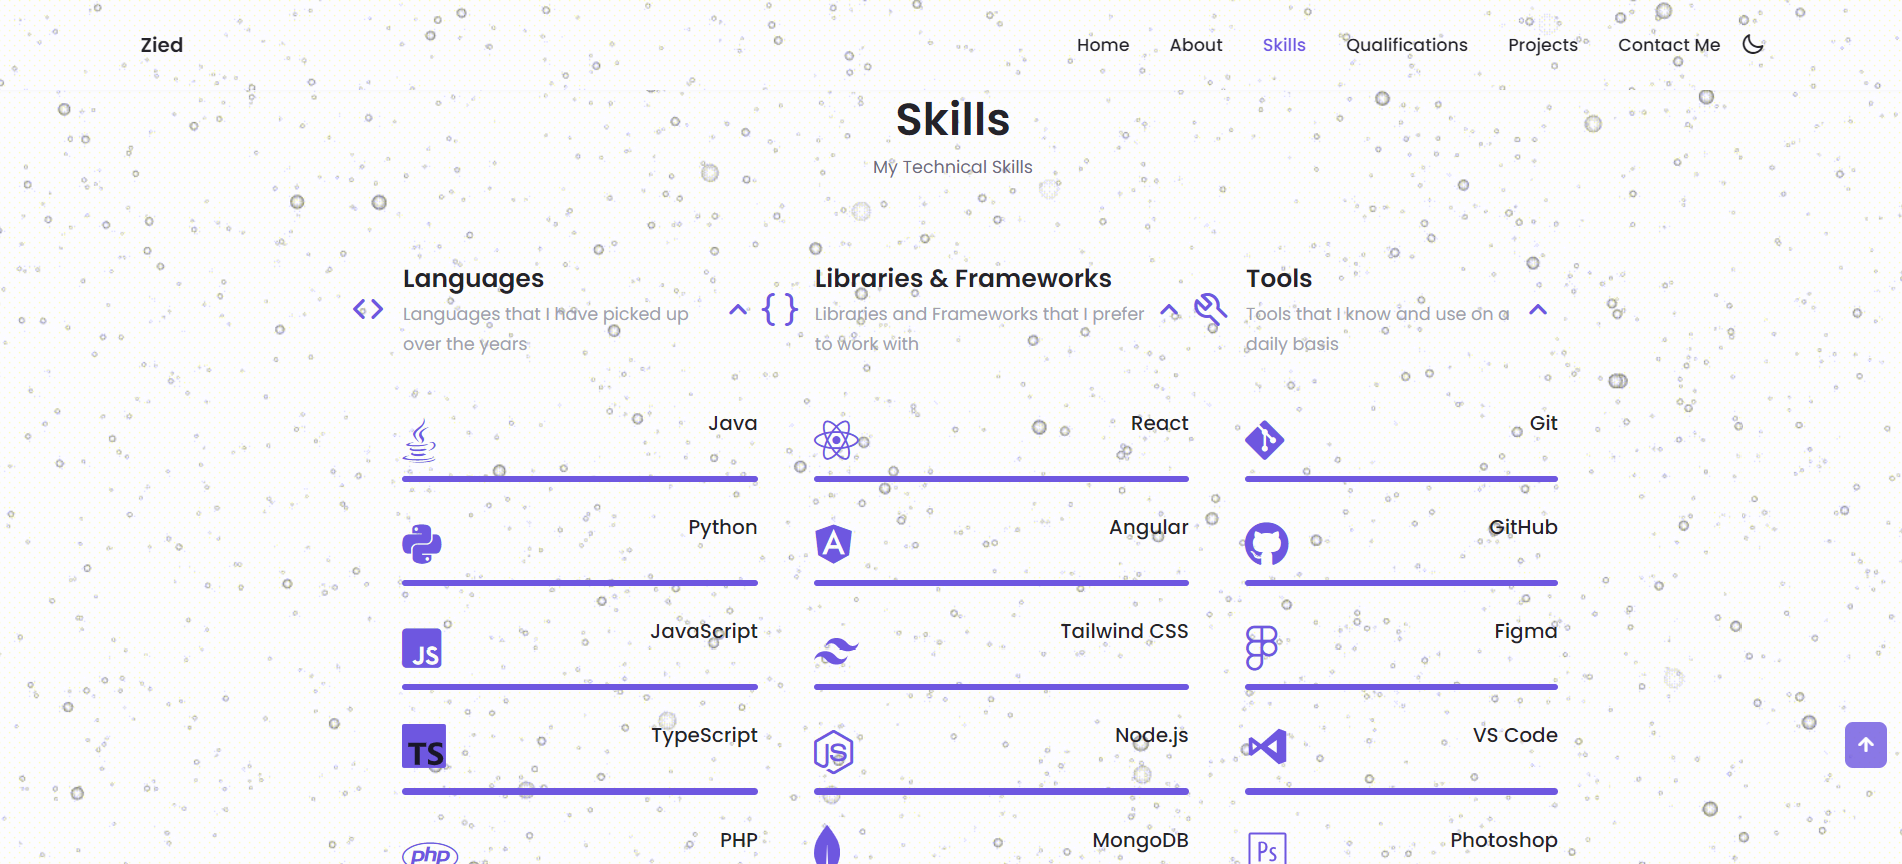 Zied
Home
About
Skills
Qualifications
Projects
Contact Me
Skills
My Technical Skills
Languages
Languages that I have picked up
over the years
Java
Python
JS
JavaScript
TS
TypeScript
php
PHP
Libraries & Frameworks
Libraries and Frameworks that I prefer
to work with
React
A
Angular
Tailwind CSS
JS
Node.js
MongoDB
Tools
Tools that I know and use on a
daily basis
Git
GitHub
Figma
VS Code
Ps
Photoshop